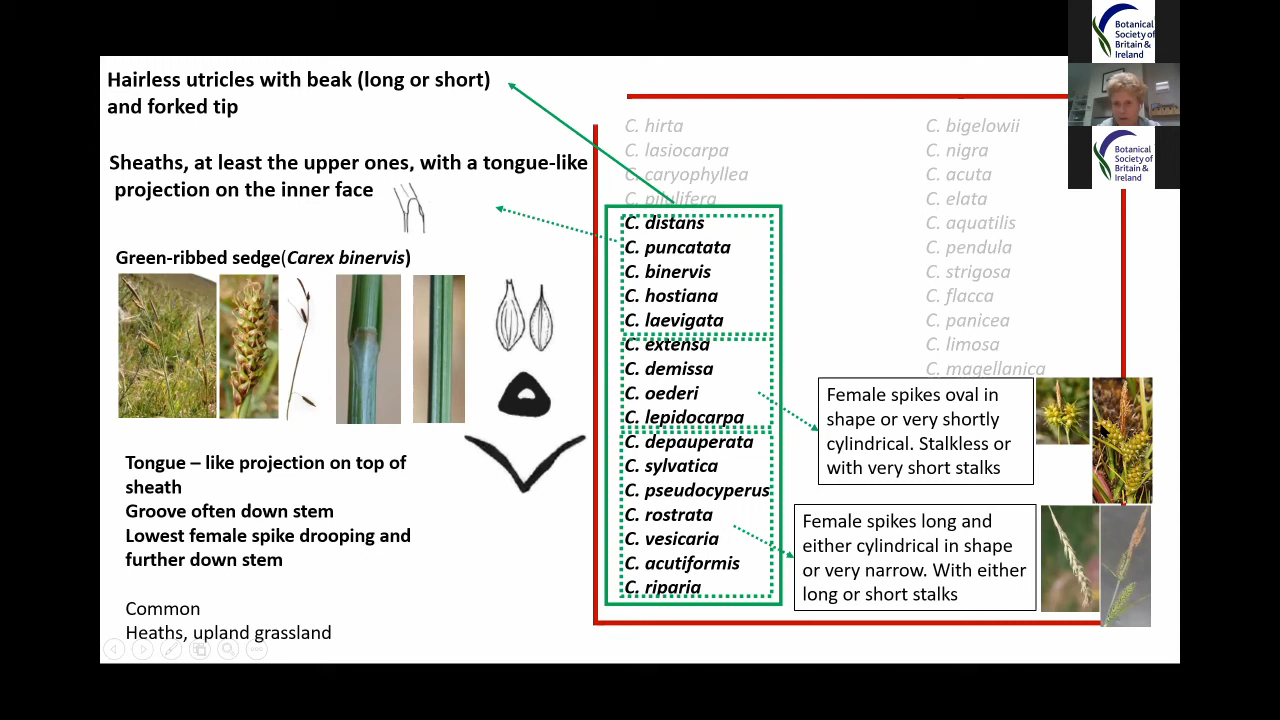 Hairless utricles with beak (long or short)
and forked tip
Sheaths, at least the upper ones, with a tongue-like
projection on the inner face
Green-ribbed sedge(Carex binervis)
Tongue – like projection on top of
sheath
Groove often down stem
Lowest female spike drooping and
further down stem
Common
Heaths, upland grassland
C. hirta
C. lasiocarpa
C. caryophyllea
C. pilulifera
C. distans
C. puncatata
C. binervis
C. hostiana
C. laevigata
C. extensa
C. demissa
C. oederi
C. lepidocarpa
C. depauperata
C. sylvatica
C. pseudocyperus
C. rostrata
C. vesicaria
C. acutiformis
C. riparia
C. bigelowii
C. nigra
C. acuta
C. elata
C. aquatilis
C. pendula
C. strigosa
C. flacca
C. panicea
C. limosa
C. magellanica
Female spikes oval in
shape or very shortly
cylindrical. Stalkless or
with very short stalks
Female spikes long and
either cylindrical in shape
or very narrow. With either
long or short stalks
Botanical
Society of
Britain &
Ireland
Botanical
Society of
Britain &
Ireland